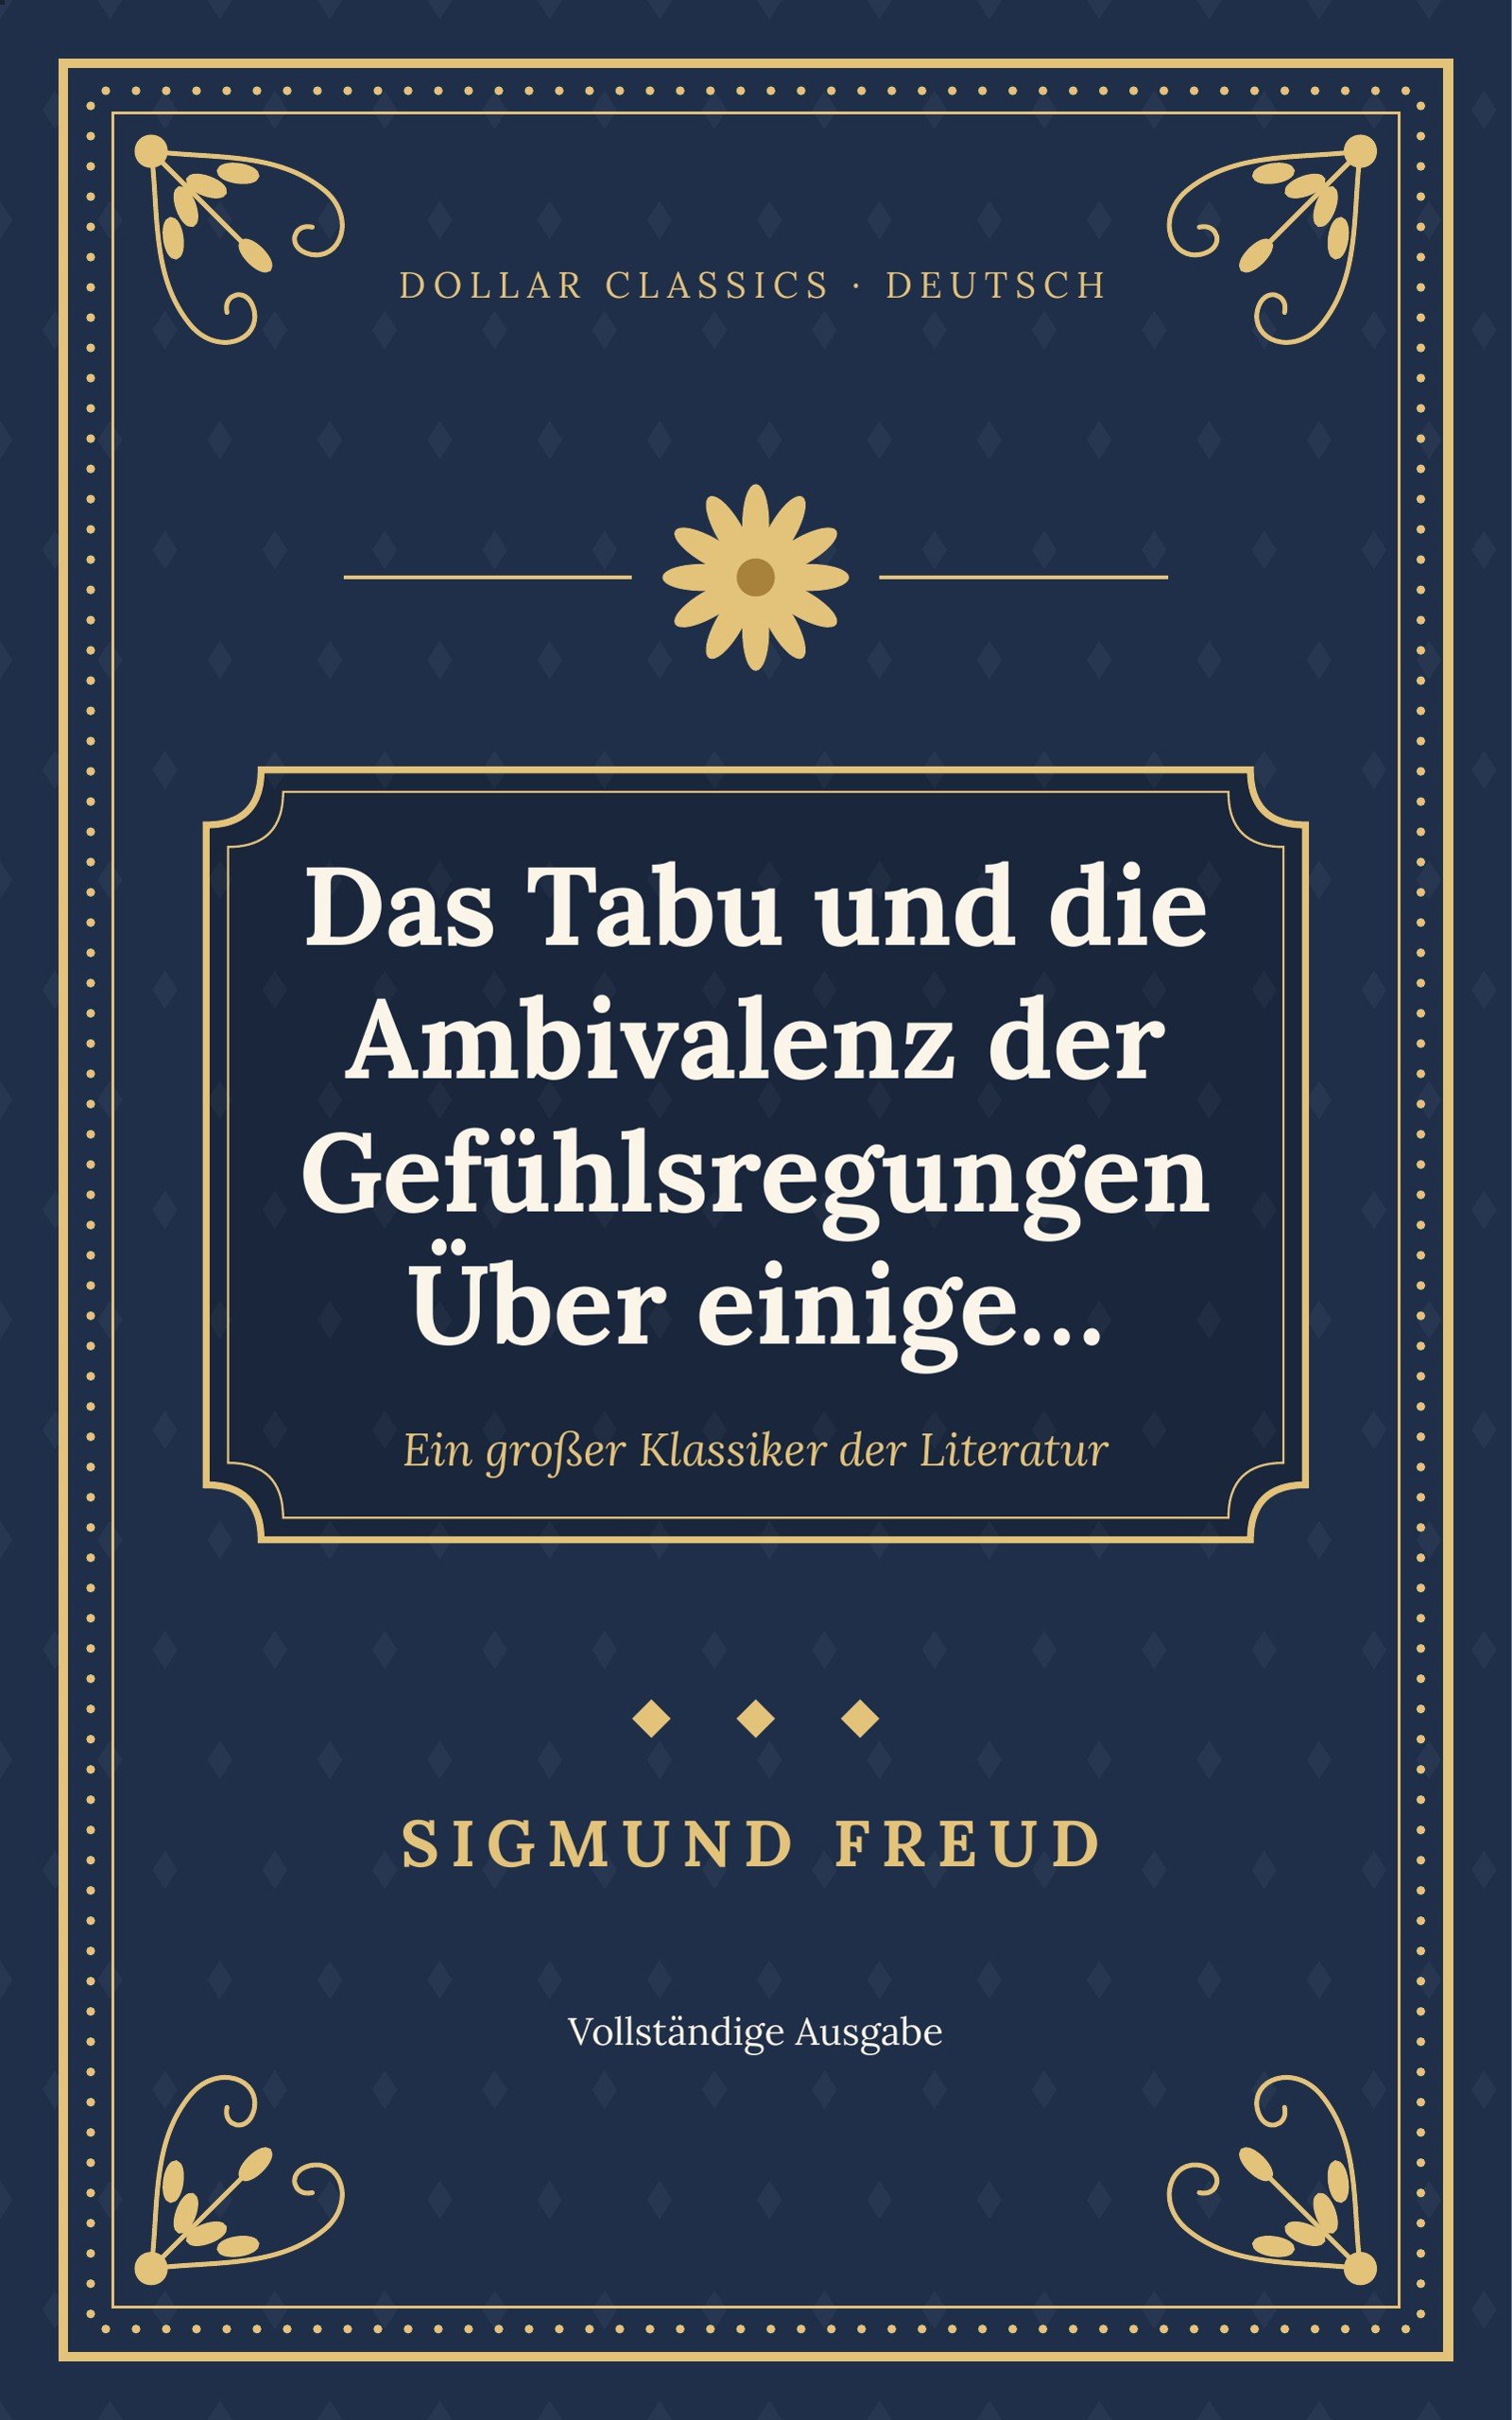 DOLLAR CLASSICS · DEUTSCH
Das Tabu und die
Ambivalenz der
Gefühlsregungen
Über einige...
Ein großer Klassiker der Literatur
SIGMUND FREUD
Vollständige Ausgabe